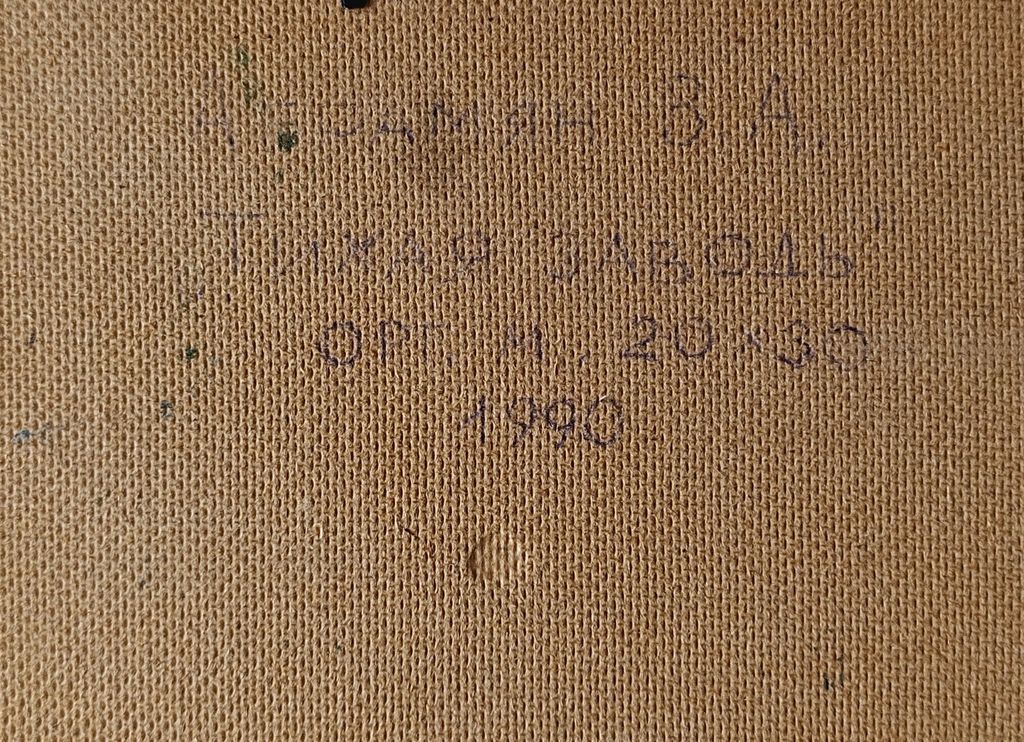 В.А.
"Тихая заводь"
орг. м. 20×30
1990